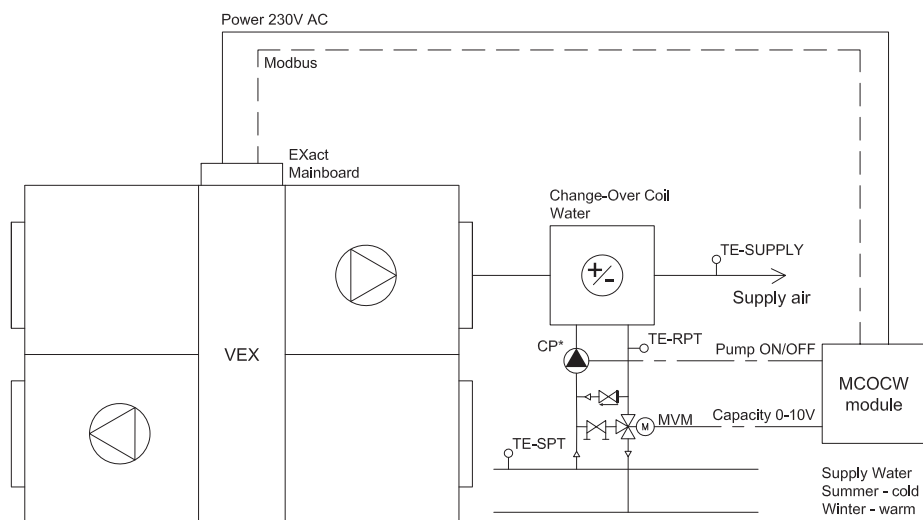 Power 230V AC
Modbus
EXact
Mainboard
Change-Over Coil
Water
+/-
TE-SUPPLY
Supply air
VEX
CP*
TE-RPT
Pump ON/OFF
MCOCW
module
M
MVM
Capacity 0-10V
TE-SPT
Supply Water
Summer - cold
Winter - warm